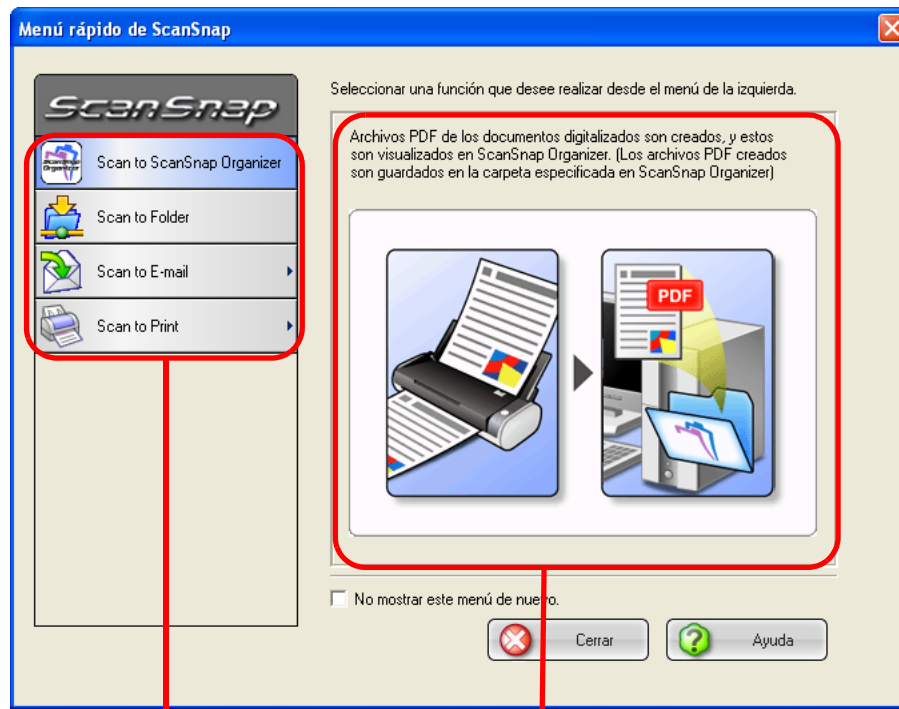 Menú rápido de ScanSnap
ScanSnap
Seleccionar una función que desee realizar desde el menú de la izquierda.
Scan to ScanSnap Organizer
Scan to Folder
Scan to E-mail
Scan to Print
Archivos PDF de los documentos digitalizados son creados, y estos
son visualizados en ScanSnap Organizer. (Los archivos PDF creados
son guardados en la carpeta especificada en ScanSnap Organizer)
PDF
No mostrar este menú de nuevo.
Cerrar
Ayuda